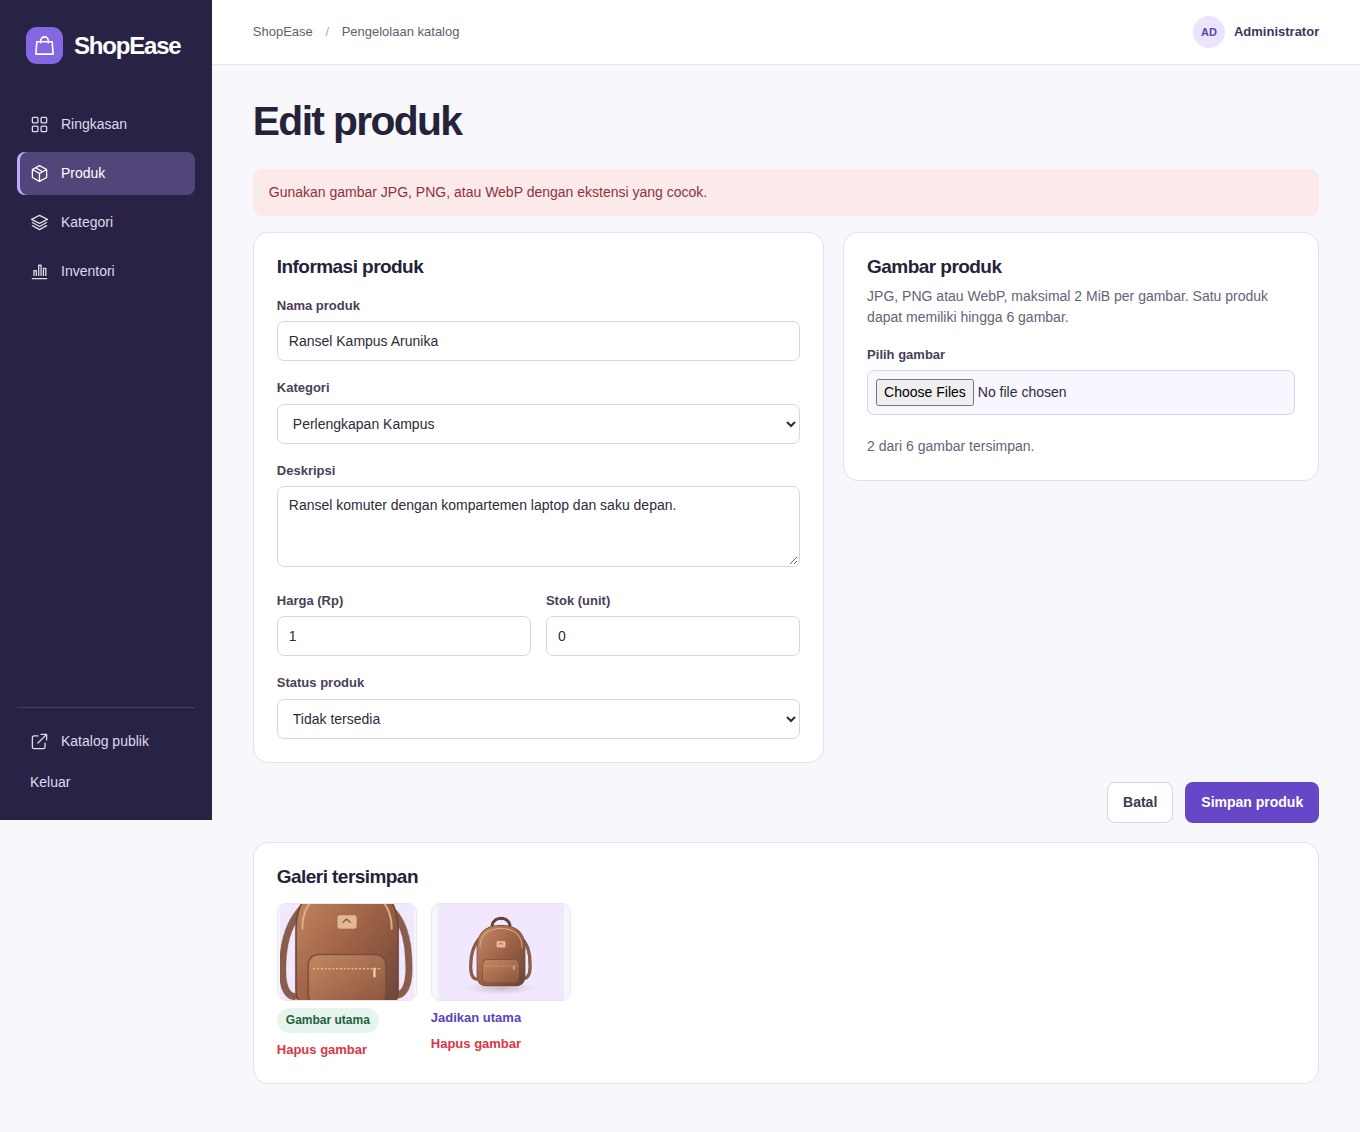 ShopEase
Ringkasan
Produk
Kategori
Inventori
Katalog publik
Keluar
ShopEase / Pengelolaan katalog
AD Administrator
Edit produk
Gunakan gambar JPG, PNG, atau WebP dengan ekstensi yang cocok.
Informasi produk
Nama produk
Ransel Kampus Arunika
Kategori
Perlengkapan Kampus
Deskripsi
Ransel komuter dengan kompartemen laptop dan saku depan.
Harga (Rp) Stok (unit)
1 0
Status produk
Tidak tersedia
Gambar produk
JPG, PNG atau WebP, maksimal 2 MiB per gambar. Satu produk
dapat memiliki hingga 6 gambar.
Pilih gambar
Choose Files No file chosen
2 dari 6 gambar tersimpan.
Batal Simpan produk
Galeri tersimpan
Gambar utama
Hapus gambar
Jadikan utama
Hapus gambar